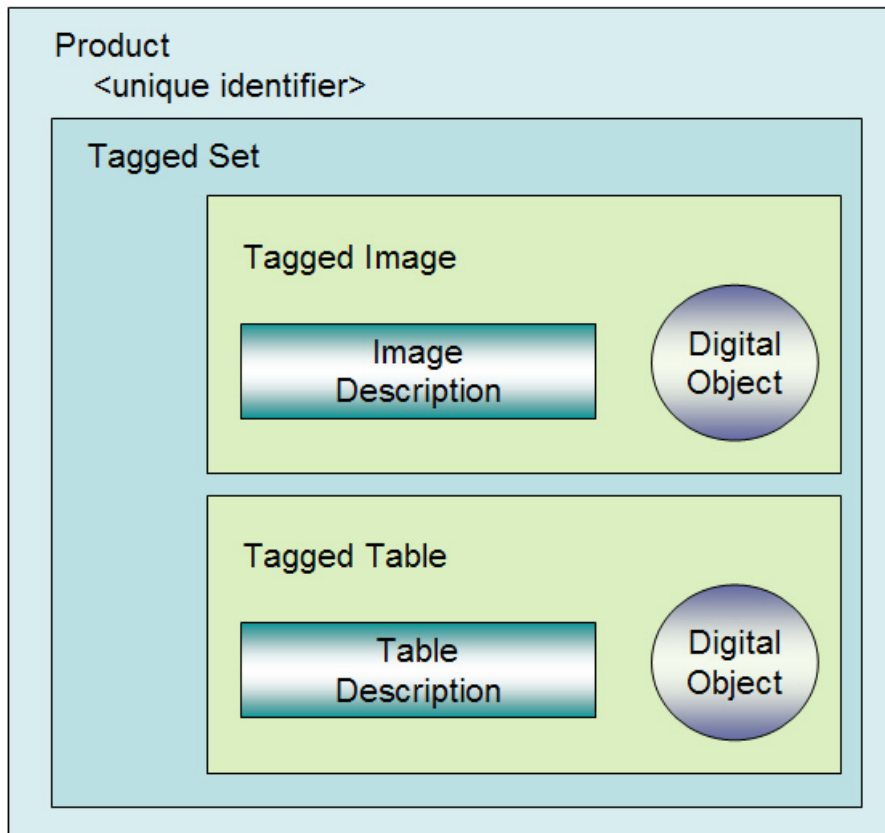 Product
<unique identifier>
Tagged Set
Tagged Image
Image
Description
Digital
Object
Tagged Table
Table
Description
Digital
Object